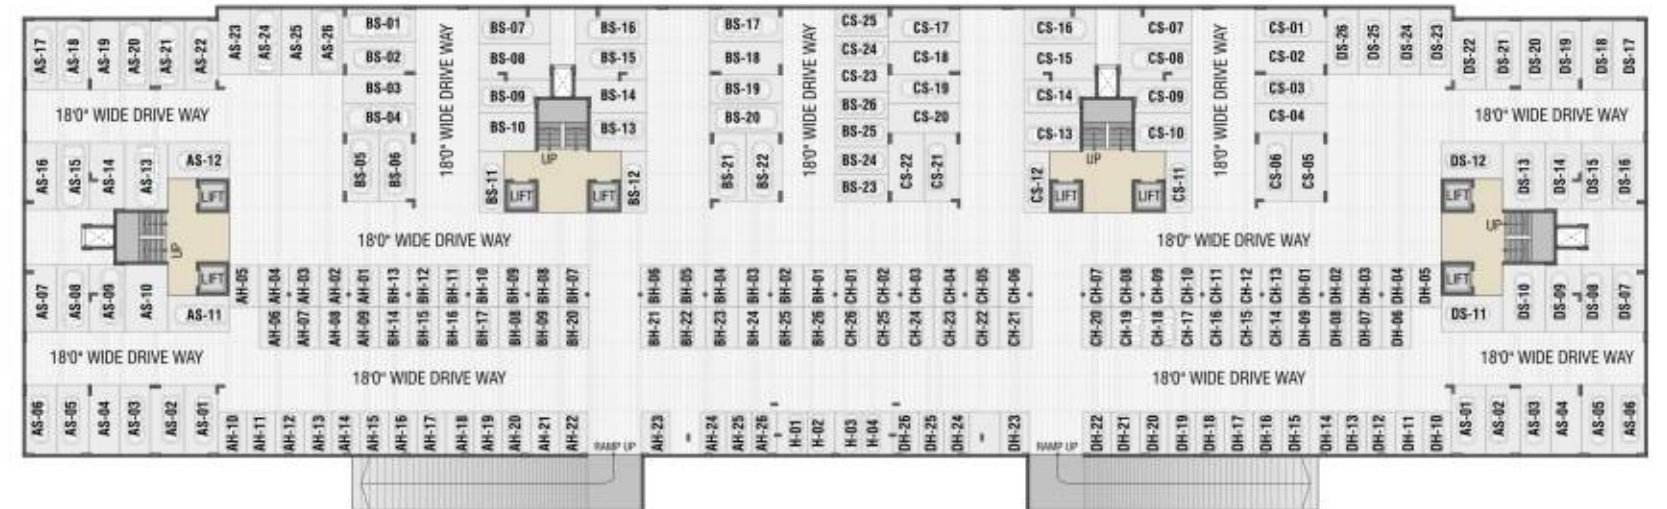 AS-17 AS-18 AS-19 AS-20 AS-21 AS-22 AS-23 AS-24 AS-25 AS-26
BS-01 BS-07 BS-16 BS-17 CS-25 CS-17 CS-16 CS-07 CS-01
BS-02 BS-08 BS-15 BS-18 CS-24 CS-18 CS-15 CS-08 CS-02
BS-03 BS-09 BS-14 BS-19 CS-23 CS-19 CS-14 CS-09 CS-03
BS-04 BS-10 BS-13 BS-20 BS-26 CS-20 CS-13 CS-10 CS-04
BS-25
BS-24
BS-23
DS-26 DS-25 DS-24 DS-23 DS-22 DS-21 DS-20 DS-19 DS-18 DS-17
18'0" WIDE DRIVE WAY
18'0" WIDE DRIVE WAY
18'0" WIDE DRIVE WAY
18'0" WIDE DRIVE WAY
18'0" WIDE DRIVE WAY
AS-16 AS-15 AS-14 AS-13 AS-12
BS-05 BS-06 BS-11 BS-12 BS-21 BS-22 CS-22 CS-21 CS-12 CS-11 CS-06 CS-05
DS-12 DS-13 DS-14 DS-15 DS-16
UP UP
LIFT LIFT LIFT LIFT LIFT LIFT
UP UP
18'0" WIDE DRIVE WAY 18'0" WIDE DRIVE WAY
LIFT LIFT
AS-07 AS-08 AS-09 AS-10 AS-11
AH-05 AH-04 AH-03 AH-02 AH-01 BH-13 BH-12 BH-11 BH-10 BH-09 BH-08 BH-07 BH-06 BH-05 BH-04 BH-03 BH-02 BH-01 CH-01 CH-02 CH-03 CH-04 CH-05 CH-06 CH-07 CH-08 CH-09 CH-10 CH-11 CH-12 CH-13 DH-01 DH-02 DH-03 DH-04 DH-05
DS-11 DS-10 DS-09 DS-08 DS-07
AH-06 AH-07 AH-08 AH-09 BH-14 BH-15 BH-16 BH-17 BH-08 BH-09 BH-20 BH-21 BH-22 BH-23 BH-24 BH-25 BH-26 CH-26 CH-25 CH-24 CH-23 CH-22 CH-21 CH-20 CH-19 CH-18 CH-17 CH-16 CH-15 CH-14 DH-09 DH-08 DH-07 DH-06
18'0" WIDE DRIVE WAY 18'0" WIDE DRIVE WAY
18'0" WIDE DRIVE WAY 18'0" WIDE DRIVE WAY
AS-06 AS-05 AS-04 AS-03 AS-02 AS-01 AH-10 AH-11 AH-12 AH-13 AH-14 AH-15 AH-16 AH-17 AH-18 AH-19 AH-20 AH-21 AH-22 AH-23 AH-24 AH-25 AH-26 H-01 H-02 H-03 H-04 DH-26 DH-25 DH-24 DH-23 DH-22 DH-21 DH-20 DH-19 DH-18 DH-17 DH-16 DH-15 DH-14 DH-13 DH-12 DH-11 DH-10 AS-01 AS-02 AS-03 AS-04 AS-05 AS-06
RAMP UP RAMP UP